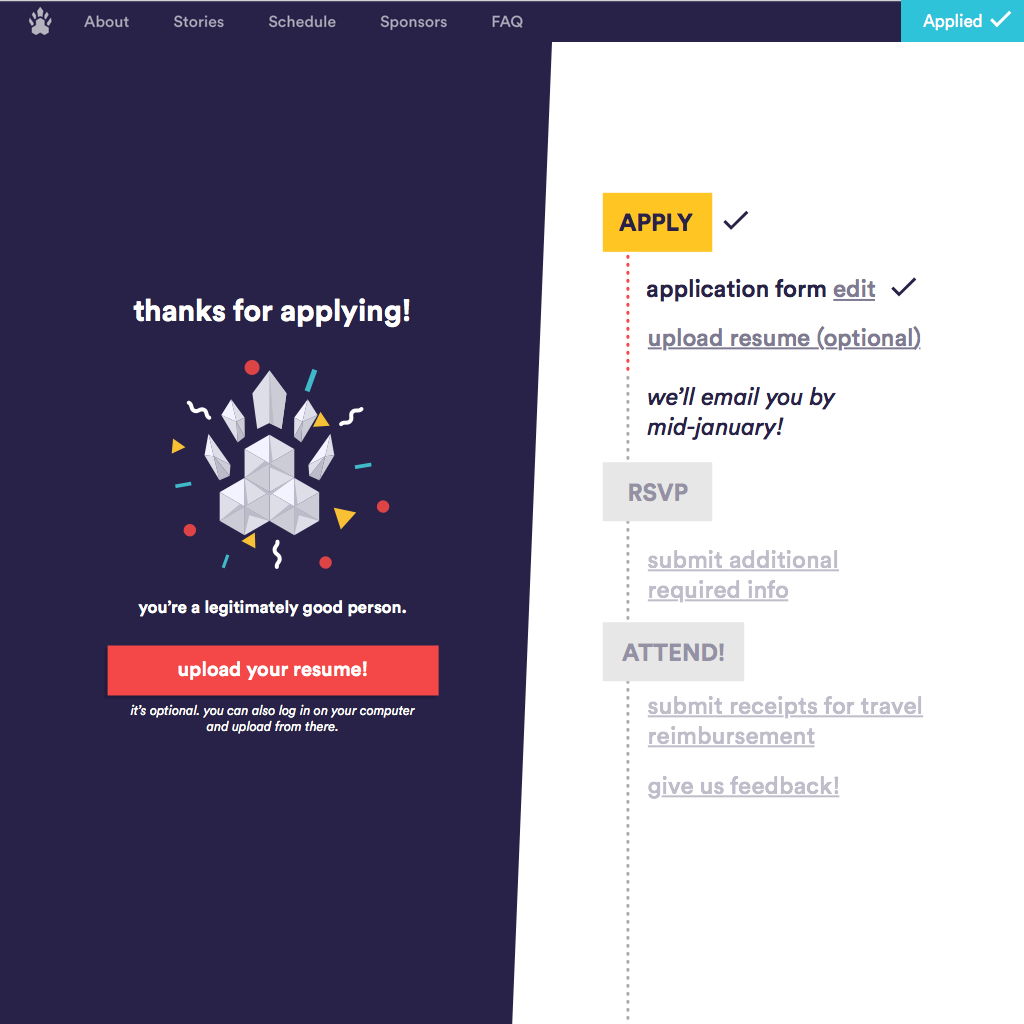 About
Stories
Schedule
Sponsors
FAQ
Applied
thanks for applying!
you're a legitimately good person.
upload your resume!
it's optional. you can also log in on your computer
and upload from there.
APPLY
application form edit
upload resume (optional)
we'll email you by
mid-january!
RSVP
submit additional
required info
ATTEND!
submit receipts for travel
reimbursement
give us feedback!